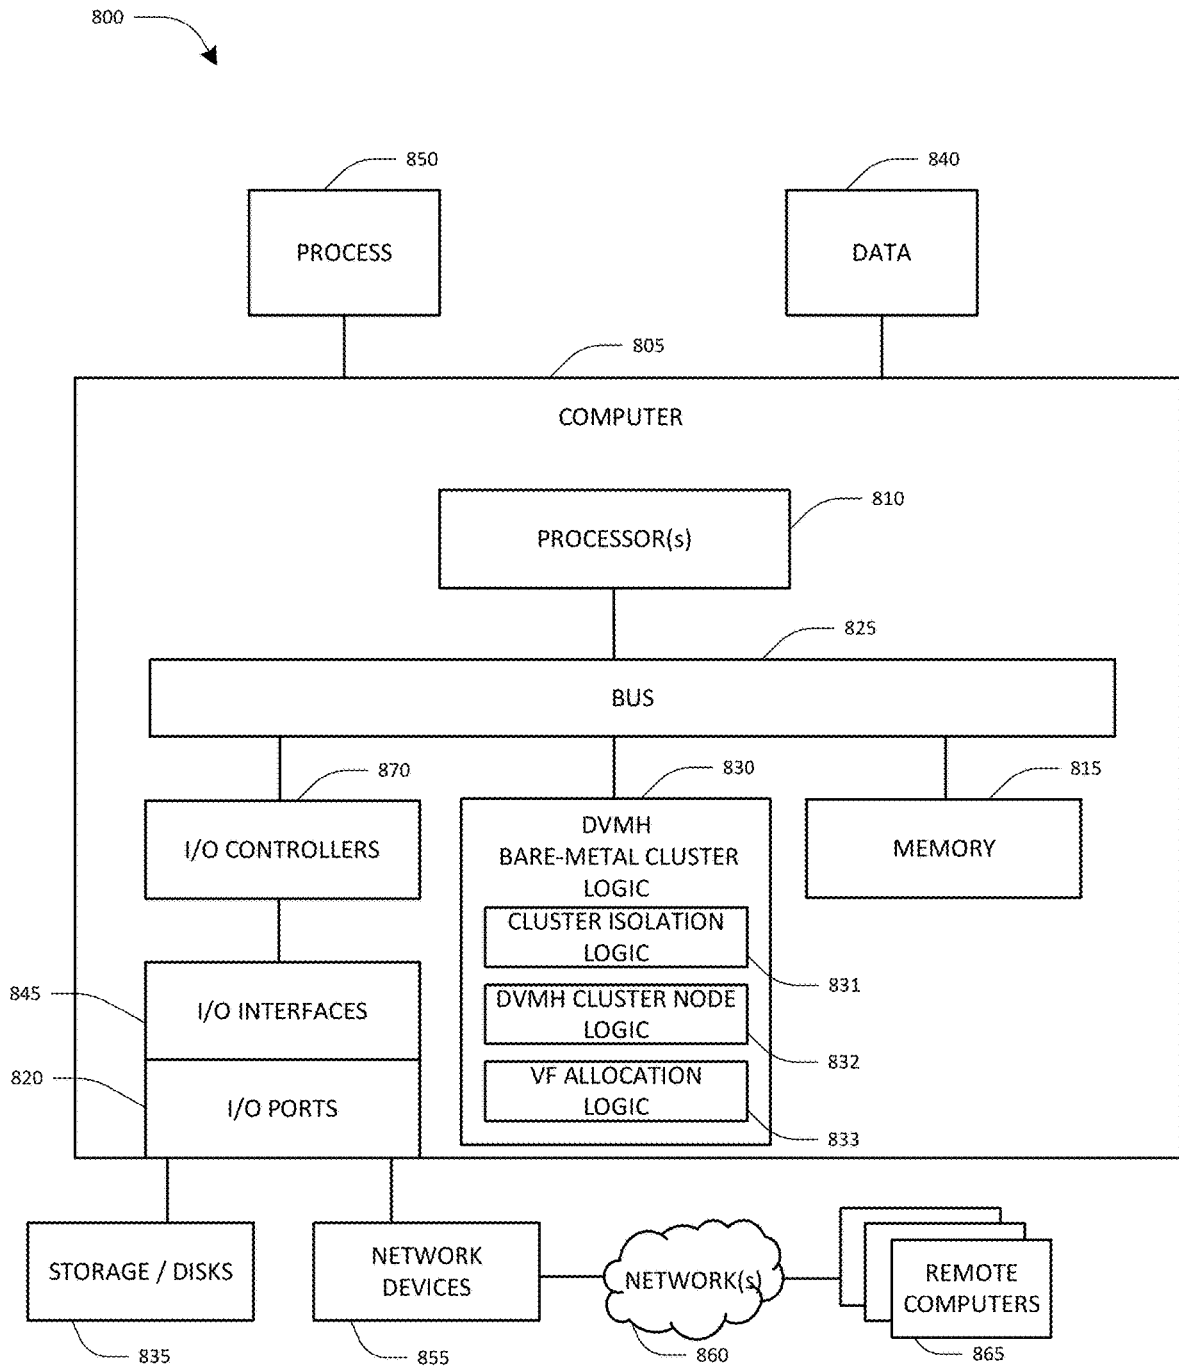 800
850
840
PROCESS
DATA
805
COMPUTER
810
PROCESSOR(s)
825
BUS
870
830
815
I/O CONTROLLERS
DVMH
BARE-METAL CLUSTER
LOGIC
MEMORY
CLUSTER ISOLATION
LOGIC
831
845
I/O INTERFACES
DVMH CLUSTER NODE
LOGIC
832
820
I/O PORTS
VF ALLOCATION
LOGIC
833
STORAGE / DISKS
NETWORK
DEVICES
NETWORK(s)
REMOTE
COMPUTERS
835
855
860
865